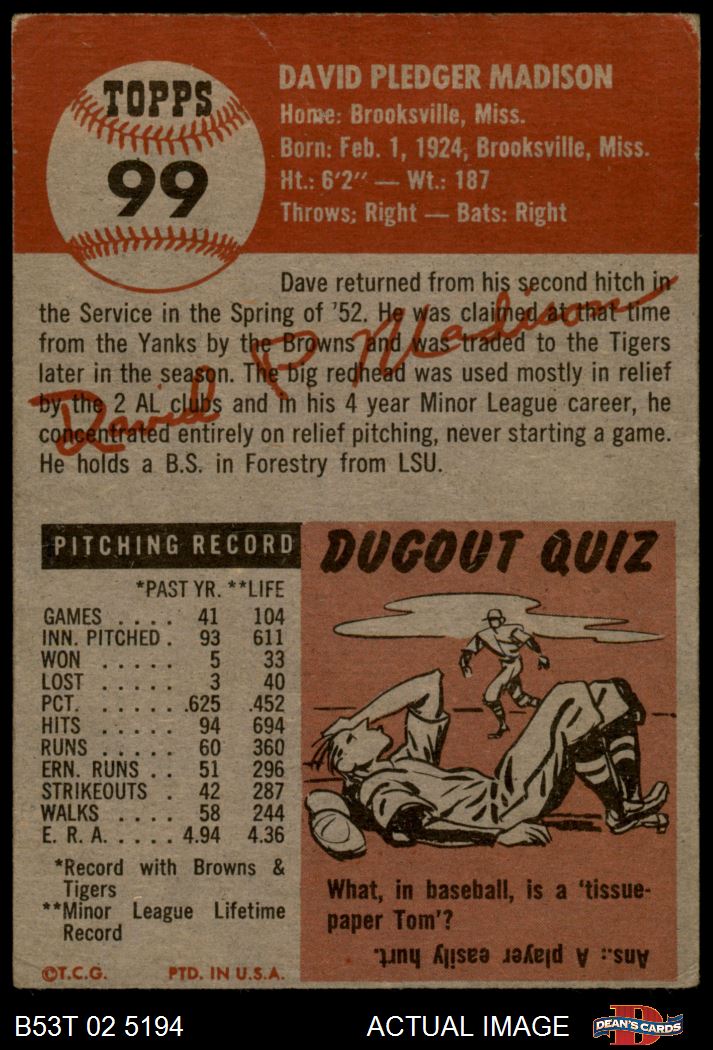 TOPPS
99
DAVID PLEDGER MADISON
Home: Brooksville, Miss.
Born: Feb. 1, 1924, Brooksville, Miss.
Ht.: 6'2" — Wt.: 187
Throws: Right — Bats: Right
Dave returned from his second hitch in
the Service in the Spring of '52. He was claimed at that time
from the Yanks by the Browns and was traded to the Tigers
later in the season. The big redhead was used mostly in relief
by the 2 AL clubs and in his 4 year Minor League career, he
concentrated entirely on relief pitching, never starting a game.
He holds a B.S. in Forestry from LSU.
David P Madison
PITCHING RECORD
*PAST YR. **LIFE
GAMES . . . . 41 104
INN. PITCHED . 93 611
WON . . . . . 5 33
LOST . . . . . 3 40
PCT. . . . . . .625 .452
HITS . . . . . 94 694
RUNS . . . . . 60 360
ERN. RUNS . . 51 296
STRIKEOUTS . 42 287
WALKS . . . . 58 244
E. R. A. . . . . . 4.94 4.36
*Record with Browns &
Tigers
**Minor League Lifetime
Record
©T.C.G. PTD. IN U.S.A.
DUGOUT QUIZ
What, in baseball, is a 'tissue-
paper Tom'?
Ans.: A player easily hurt.
B53T 02 5194
ACTUAL IMAGE
D
DEAN'S CARDS